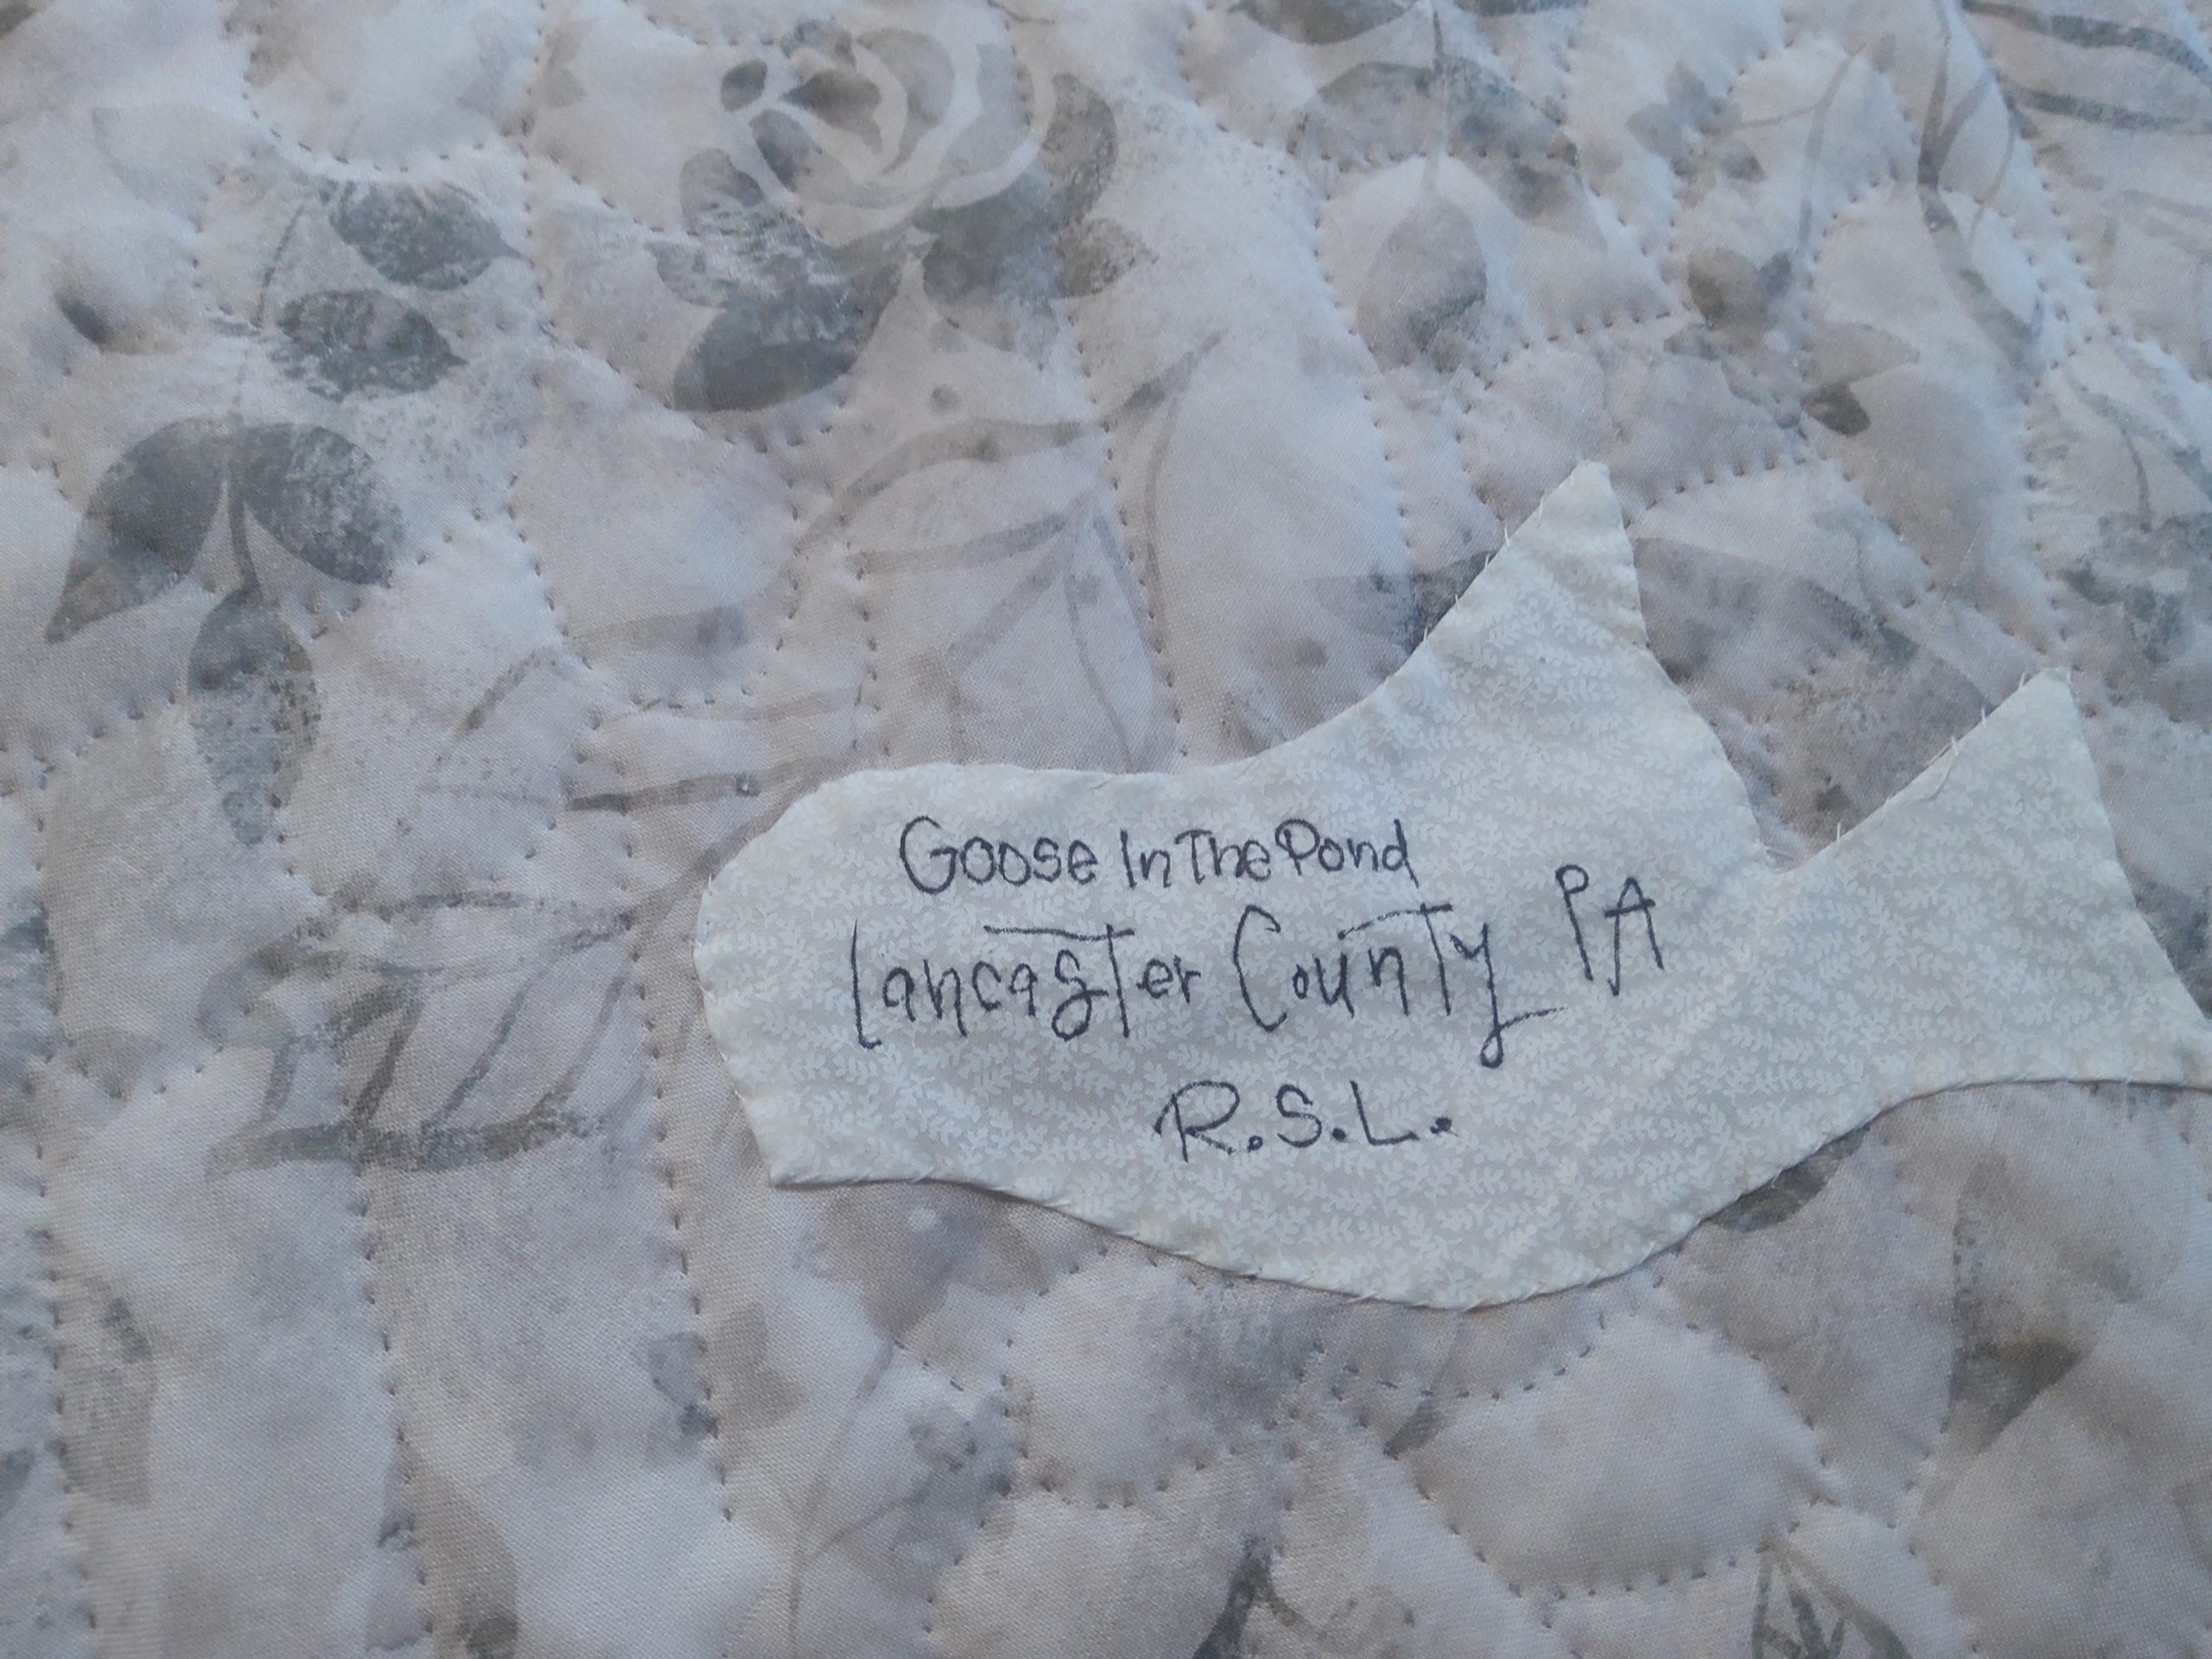 Goose In The Pond
Lancaster County PA
R.S.L.